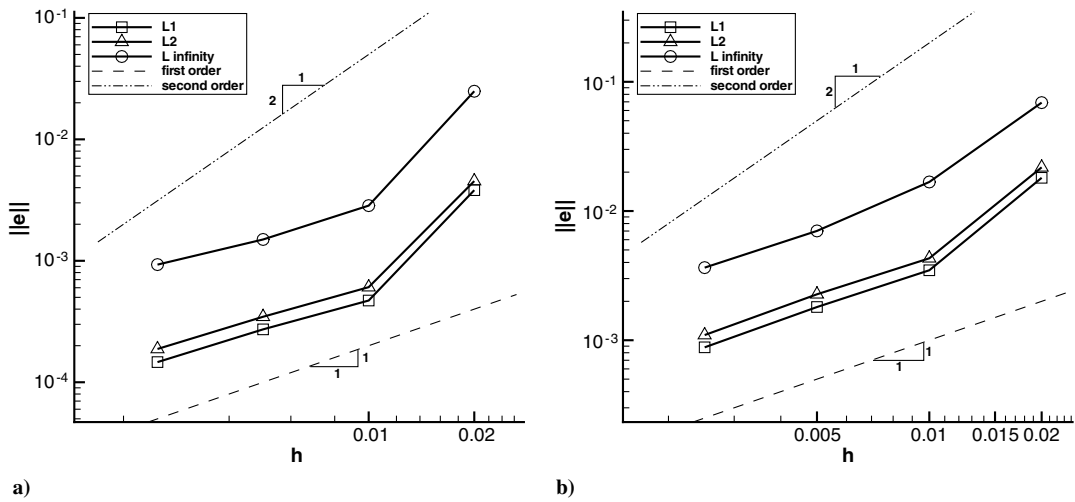 10^-1
10^-2
10^-3
10^-4
||e||
L1
L2
L infinity
first order
second order
1
2
1
1
0.01
0.02
h
a)
10^-1
10^-2
10^-3
||e||
L1
L2
L infinity
first order
second order
1
2
1
1
0.005
0.01
0.015
0.02
h
b)